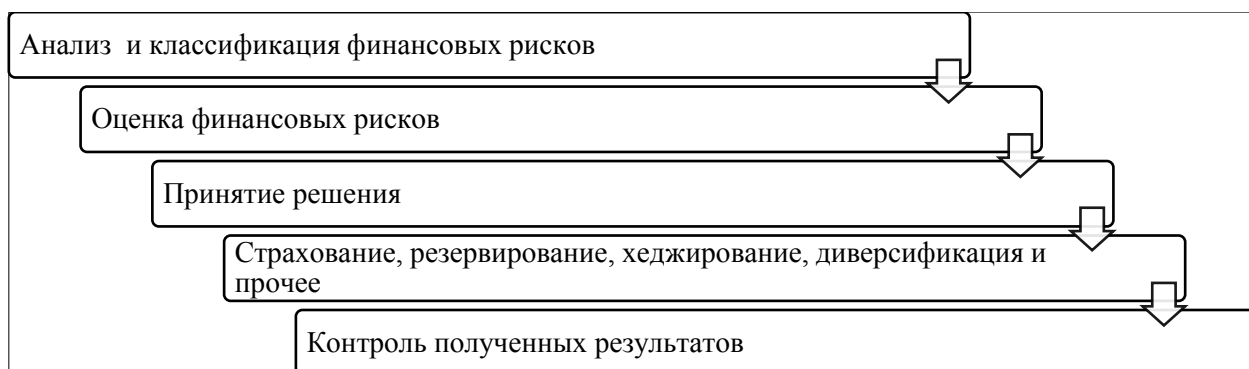 Анализ  и классификация финансовых рисков
Оценка финансовых рисков
Принятие решения
Страхование, резервирование, хеджирование, диверсификация и
прочее
Контроль полученных результатов